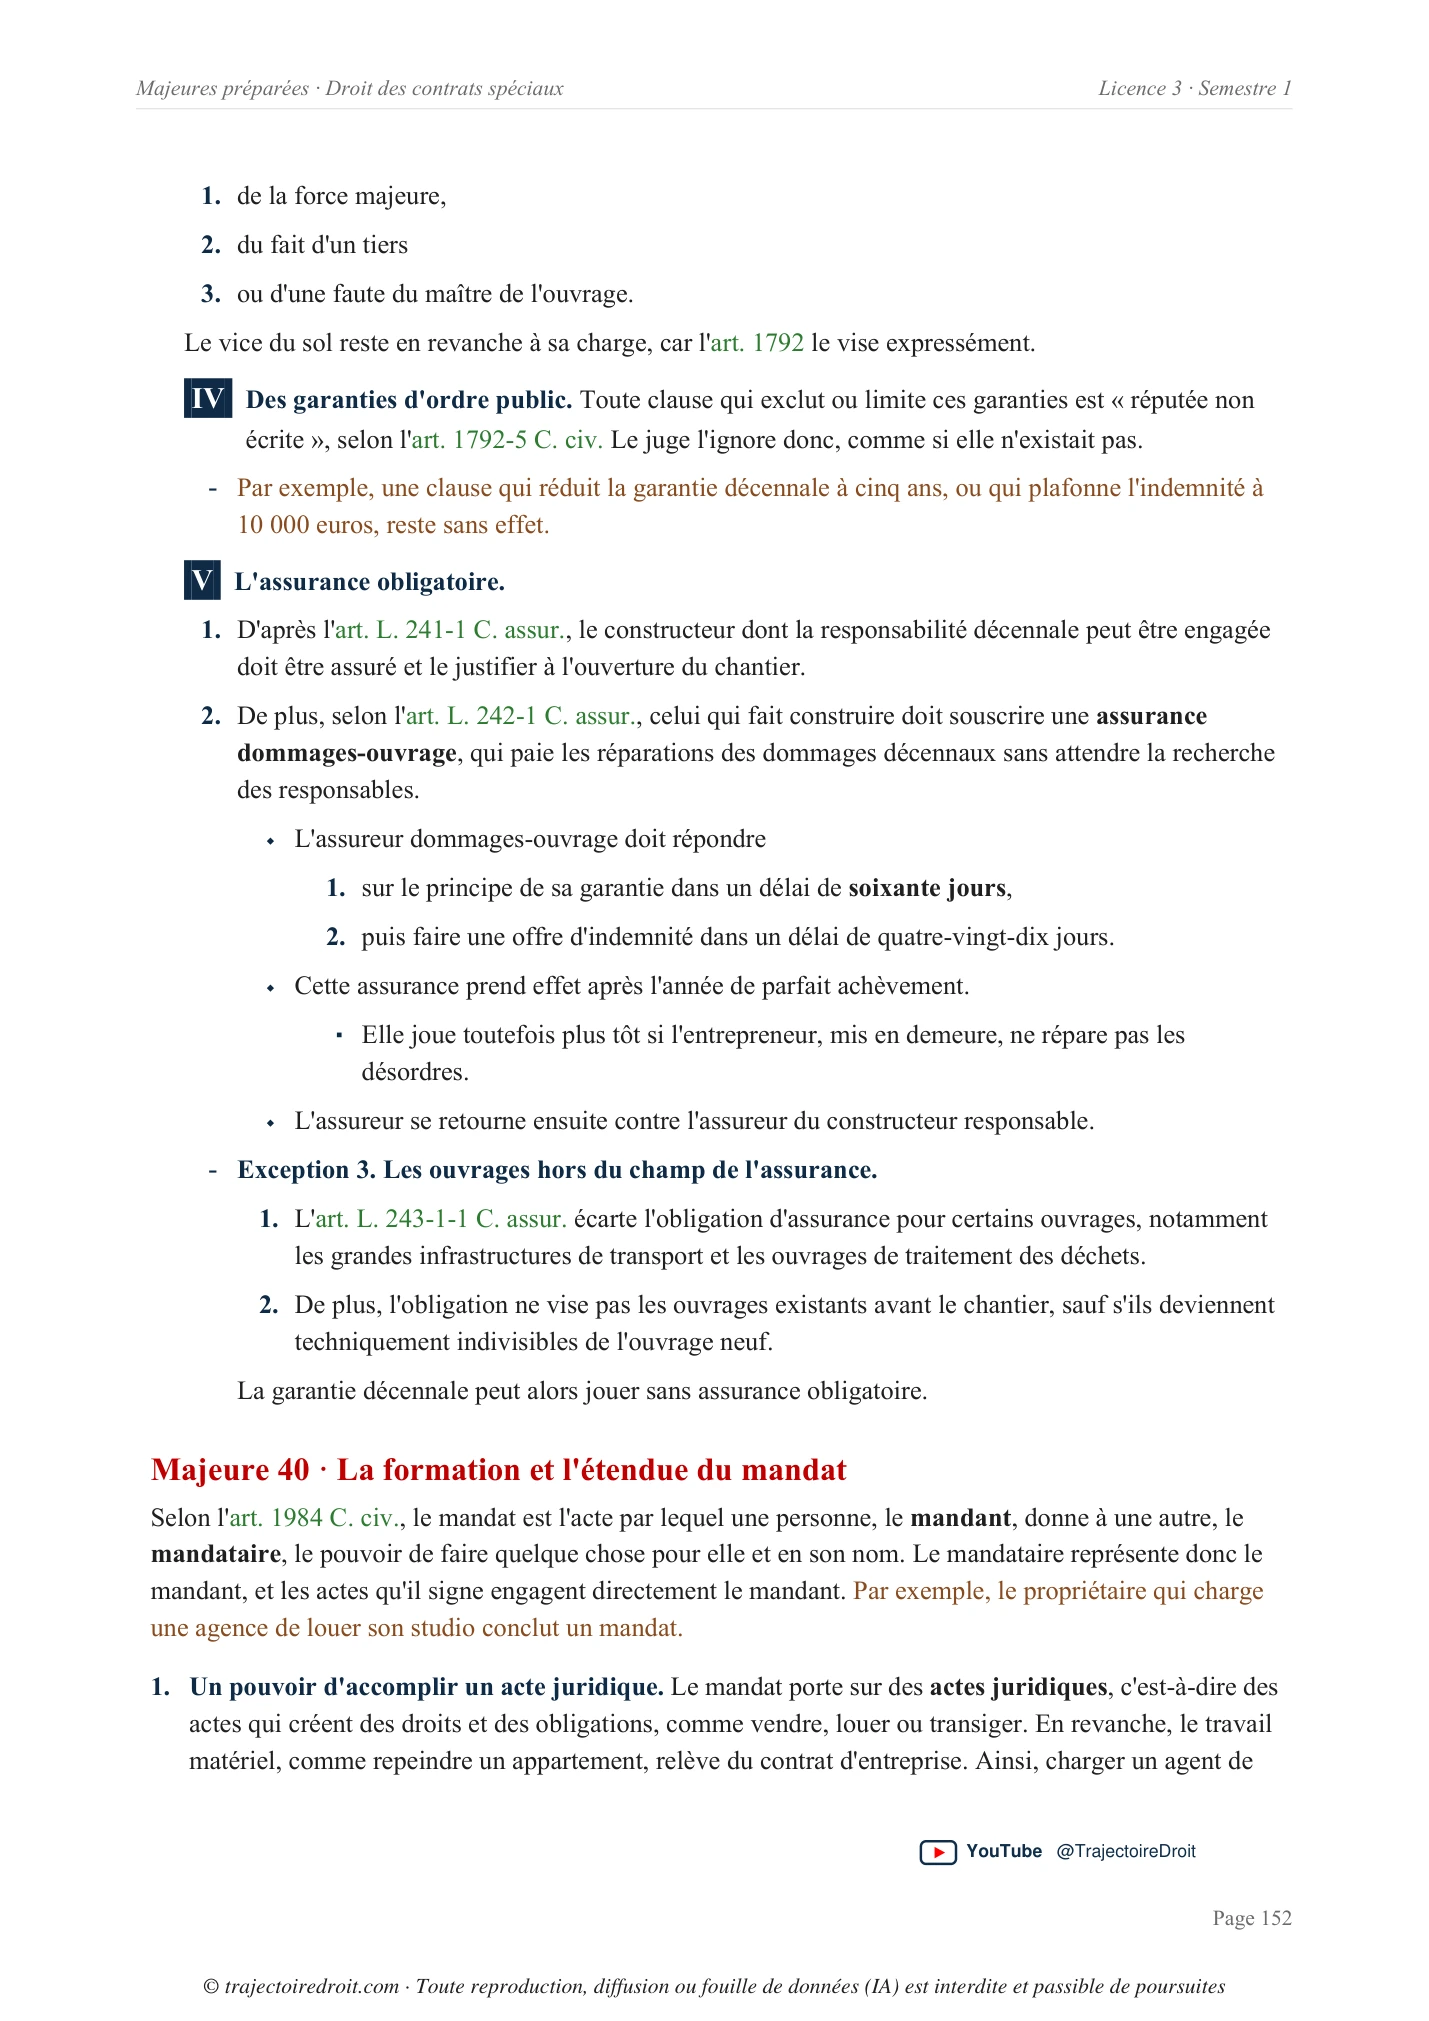 Majeures préparées · Droit des contrats spéciaux Licence 3 · Semestre 1
1. de la force majeure,
2. du fait d'un tiers
3. ou d'une faute du maître de l'ouvrage.
Le vice du sol reste en revanche à sa charge, car l'art. 1792 le vise expressément.
IV Des garanties d'ordre public. Toute clause qui exclut ou limite ces garanties est « réputée non
écrite », selon l'art. 1792-5 C. civ. Le juge l'ignore donc, comme si elle n'existait pas.
- Par exemple, une clause qui réduit la garantie décennale à cinq ans, ou qui plafonne l'indemnité à
10 000 euros, reste sans effet.
V L'assurance obligatoire.
1. D'après l'art. L. 241-1 C. assur., le constructeur dont la responsabilité décennale peut être engagée
doit être assuré et le justifier à l'ouverture du chantier.
2. De plus, selon l'art. L. 242-1 C. assur., celui qui fait construire doit souscrire une assurance
dommages-ouvrage, qui paie les réparations des dommages décennaux sans attendre la recherche
des responsables.
⬩ L'assureur dommages-ouvrage doit répondre
1. sur le principe de sa garantie dans un délai de soixante jours,
2. puis faire une offre d'indemnité dans un délai de quatre-vingt-dix jours.
⬩ Cette assurance prend effet après l'année de parfait achèvement.
▪ Elle joue toutefois plus tôt si l'entrepreneur, mis en demeure, ne répare pas les
désordres.
⬩ L'assureur se retourne ensuite contre l'assureur du constructeur responsable.
- Exception 3. Les ouvrages hors du champ de l'assurance.
1. L'art. L. 243-1-1 C. assur. écarte l'obligation d'assurance pour certains ouvrages, notamment
les grandes infrastructures de transport et les ouvrages de traitement des déchets.
2. De plus, l'obligation ne vise pas les ouvrages existants avant le chantier, sauf s'ils deviennent
techniquement indivisibles de l'ouvrage neuf.
La garantie décennale peut alors jouer sans assurance obligatoire.
Majeure 40 · La formation et l'étendue du mandat
Selon l'art. 1984 C. civ., le mandat est l'acte par lequel une personne, le mandant, donne à une autre, le
mandataire, le pouvoir de faire quelque chose pour elle et en son nom. Le mandataire représente donc le
mandant, et les actes qu'il signe engagent directement le mandant. Par exemple, le propriétaire qui charge
une agence de louer son studio conclut un mandat.
1. Un pouvoir d'accomplir un acte juridique. Le mandat porte sur des actes juridiques, c'est-à-dire des
actes qui créent des droits et des obligations, comme vendre, louer ou transiger. En revanche, le travail
matériel, comme repeindre un appartement, relève du contrat d'entreprise. Ainsi, charger un agent de
YouTube @TrajectoireDroit
Page 152
© trajectoiredroit.com · Toute reproduction, diffusion ou fouille de données (IA) est interdite et passible de poursuites